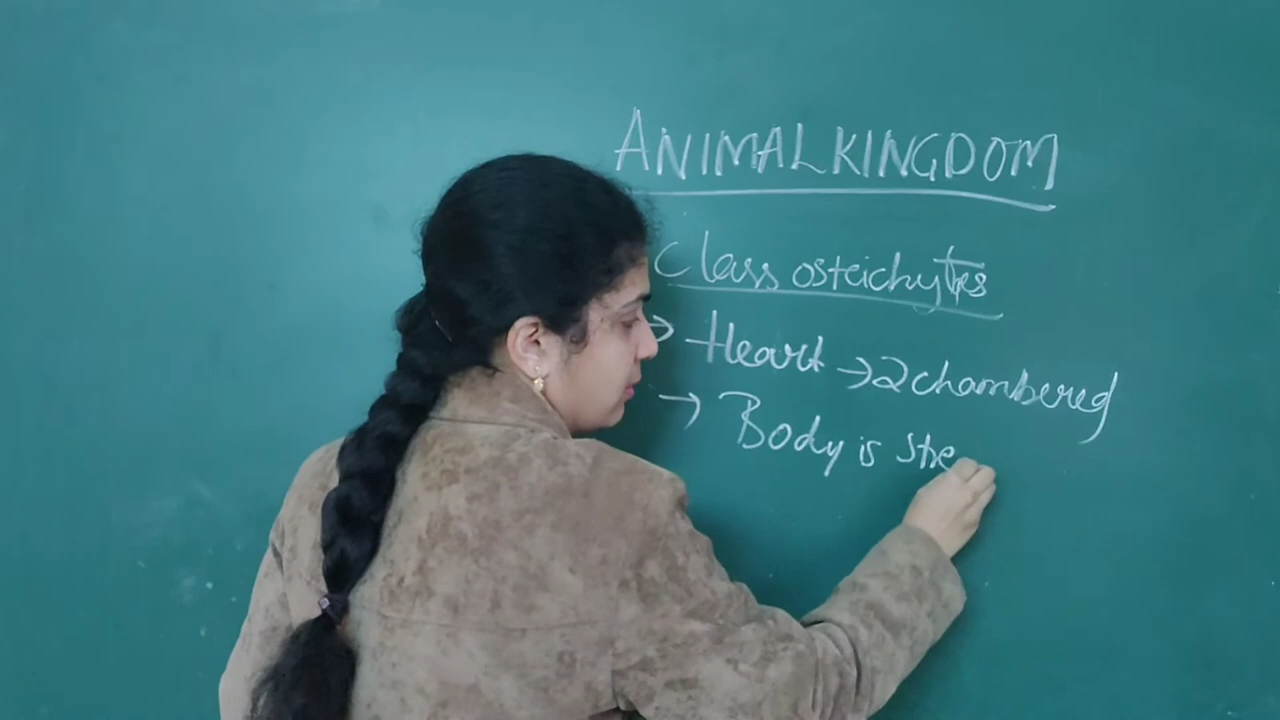 ANIMAL KINGDOM
Class osteichytes
→ Heart → 2 chambered
→ Body is stre